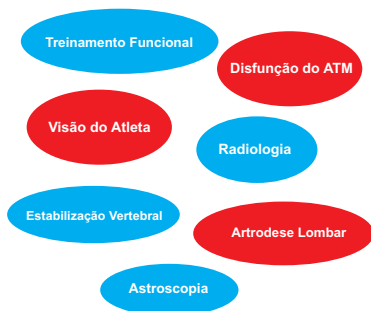 Treinamento Funcional
Disfunção do ATM
Visão do Atleta
Radiologia
Estabilização Vertebral
Artrodese Lombar
Astroscopia